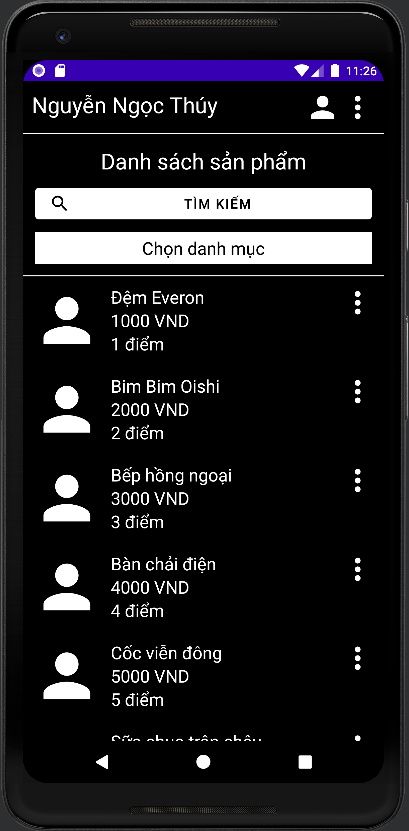 11:26
Nguyễn Ngọc Thúy
Danh sách sản phẩm
TÌM KIẾM
Chọn danh mục
Đệm Everon
1000 VND
1 điểm
Bim Bim Oishi
2000 VND
2 điểm
Bếp hồng ngoại
3000 VND
3 điểm
Bàn chải điện
4000 VND
4 điểm
Cốc viễn đông
5000 VND
5 điểm